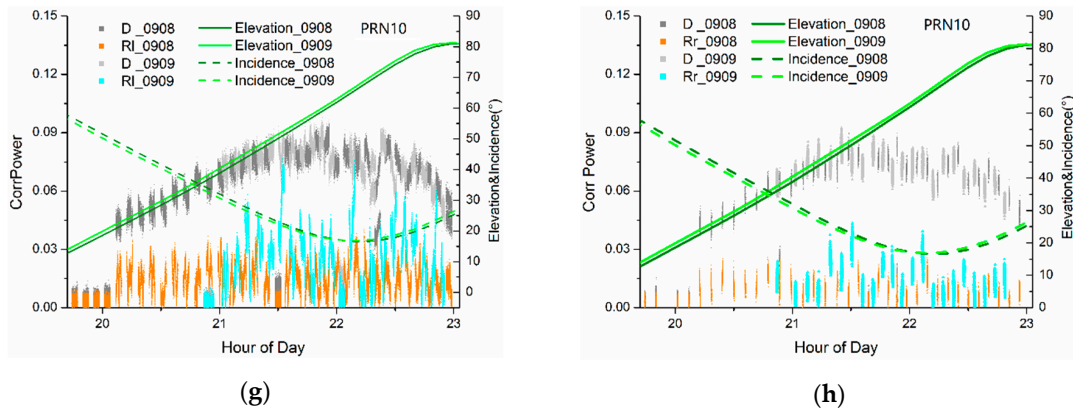 D _0908 Elevation_0908 PRN10
RI_0908 Elevation_0909
D _0909 Incidence_0908
RI_0909 Incidence_0909
0.15
0.12
0.09
0.06
0.03
0.00
CorrPower
90
80
70
60
50
40
30
20
10
0
Elevation&Incidence(°)
20 21 22 23
Hour of Day
(g)
D _0908 Elevation_0908 PRN10
Rr_0908 Elevation_0909
D _0909 Incidence_0908
Rr_0909 Incidence_0909
0.15
0.12
0.09
0.06
0.03
0.00
Corr Power
90
80
70
60
50
40
30
20
10
0
Elevation&Incidence(°)
20 21 22 23
Hour of Day
(h)